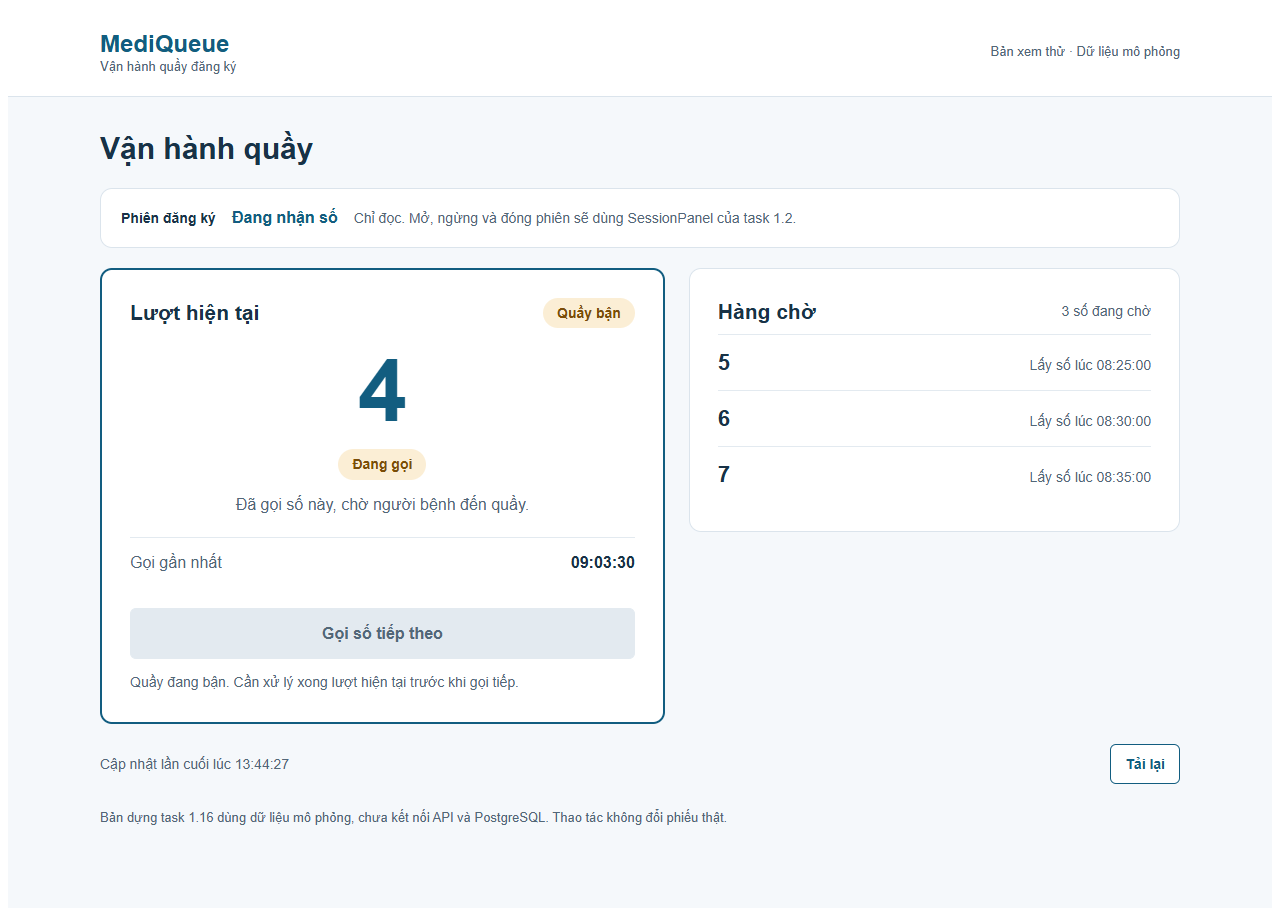 MediQueue
Vận hành quầy đăng ký
Bản xem thử · Dữ liệu mô phỏng
Vận hành quầy
Phiên đăng ký Đang nhận số Chỉ đọc. Mở, ngừng và đóng phiên sẽ dùng SessionPanel của task 1.2.
Lượt hiện tại
Quầy bận
4
Đang gọi
Đã gọi số này, chờ người bệnh đến quầy.
Gọi gần nhất 09:03:30
Gọi số tiếp theo
Quầy đang bận. Cần xử lý xong lượt hiện tại trước khi gọi tiếp.
Hàng chờ
3 số đang chờ
5 Lấy số lúc 08:25:00
6 Lấy số lúc 08:30:00
7 Lấy số lúc 08:35:00
Cập nhật lần cuối lúc 13:44:27
Tải lại
Bản dựng task 1.16 dùng dữ liệu mô phỏng, chưa kết nối API và PostgreSQL. Thao tác không đổi phiếu thật.